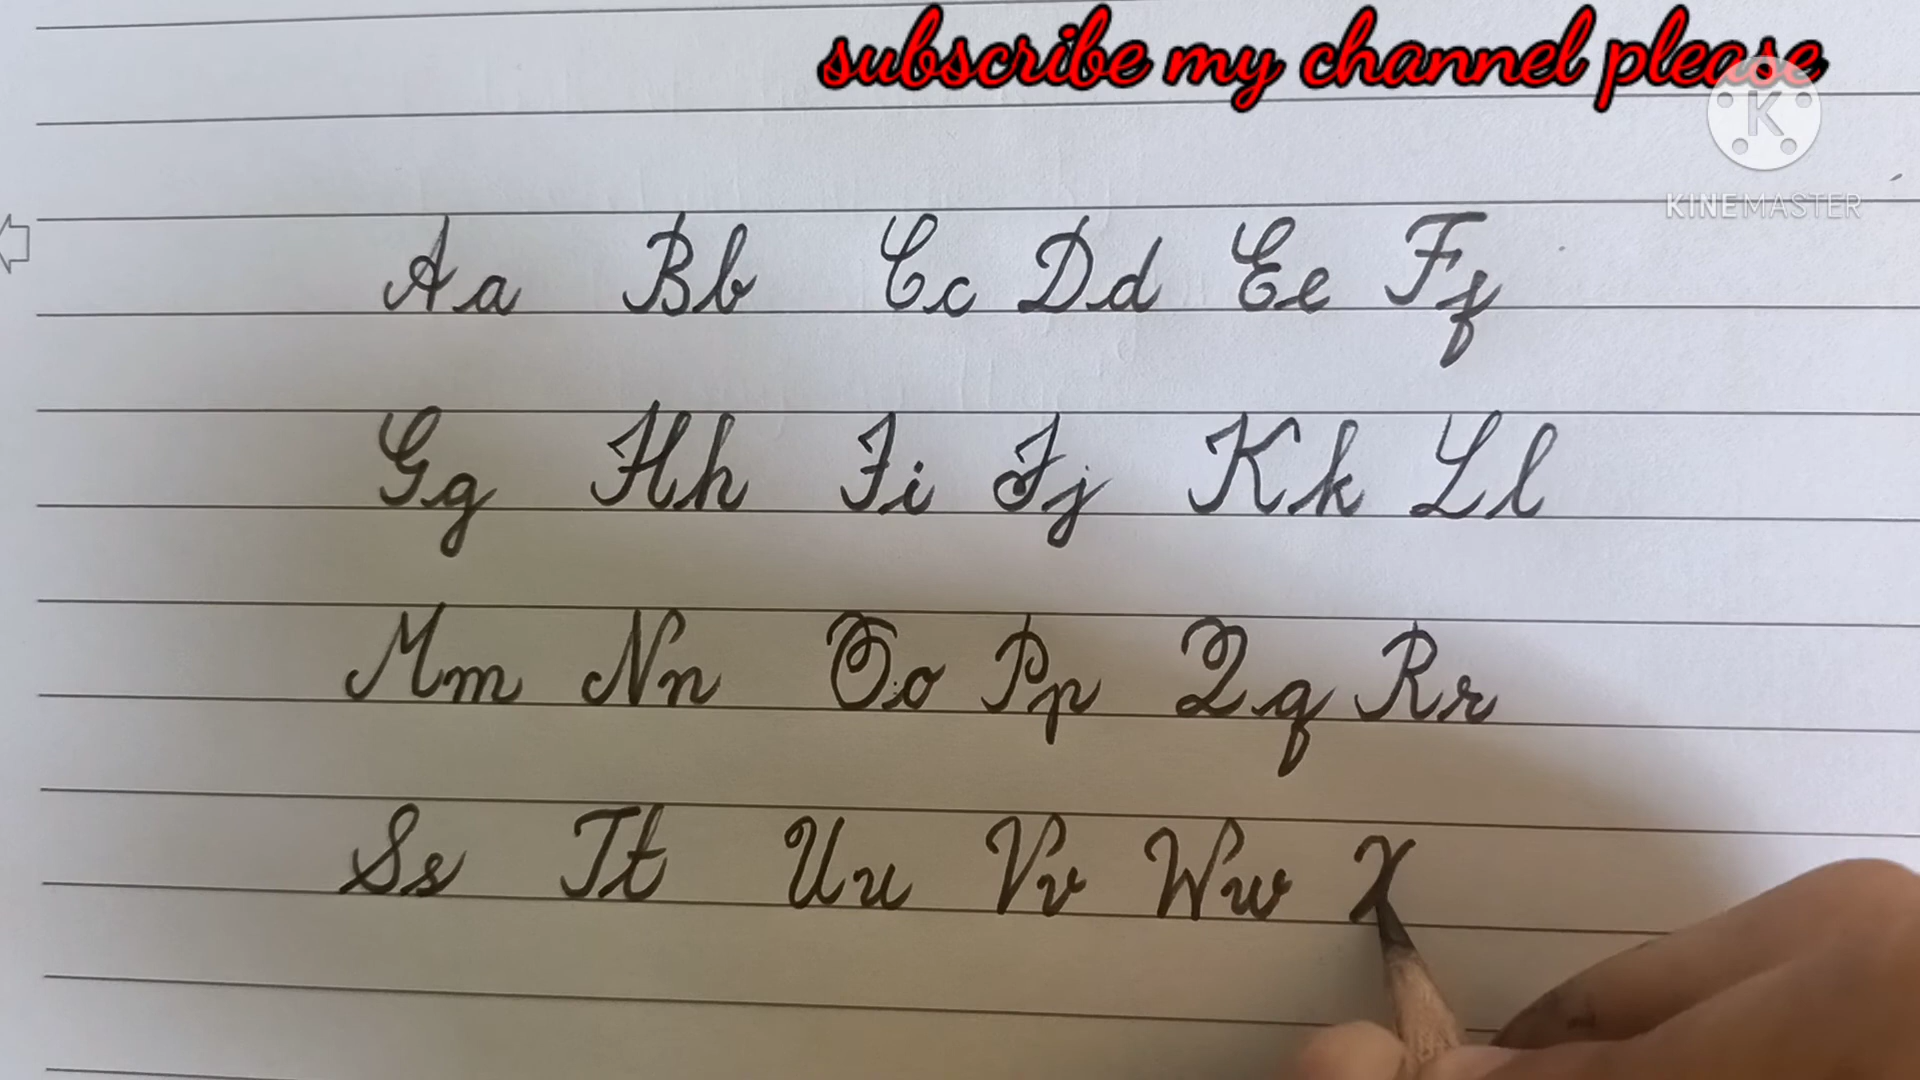 subscribe my channel please
K
KINEMASTER
Aa Bb Cc Dd Ee Ff
Gg Hh Ii Jj Kk Ll
Mm Nn Oo Pp Qq Rr
Ss Tt Uu Vv Ww X